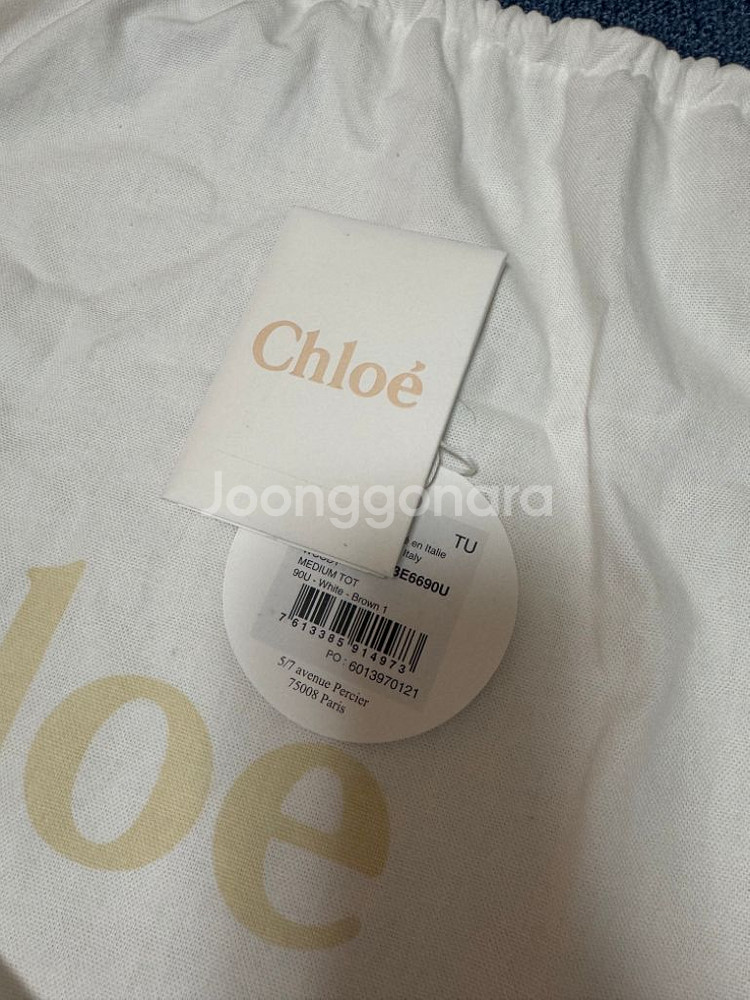 Chloé
Joonggonara
TU
en Italie
Italy
3E6690U
MEDIUM TOT
90U - White - Brown 1
7 613385 914973
PO : 6013970121
5/7 avenue Percier
75008 Paris
loe